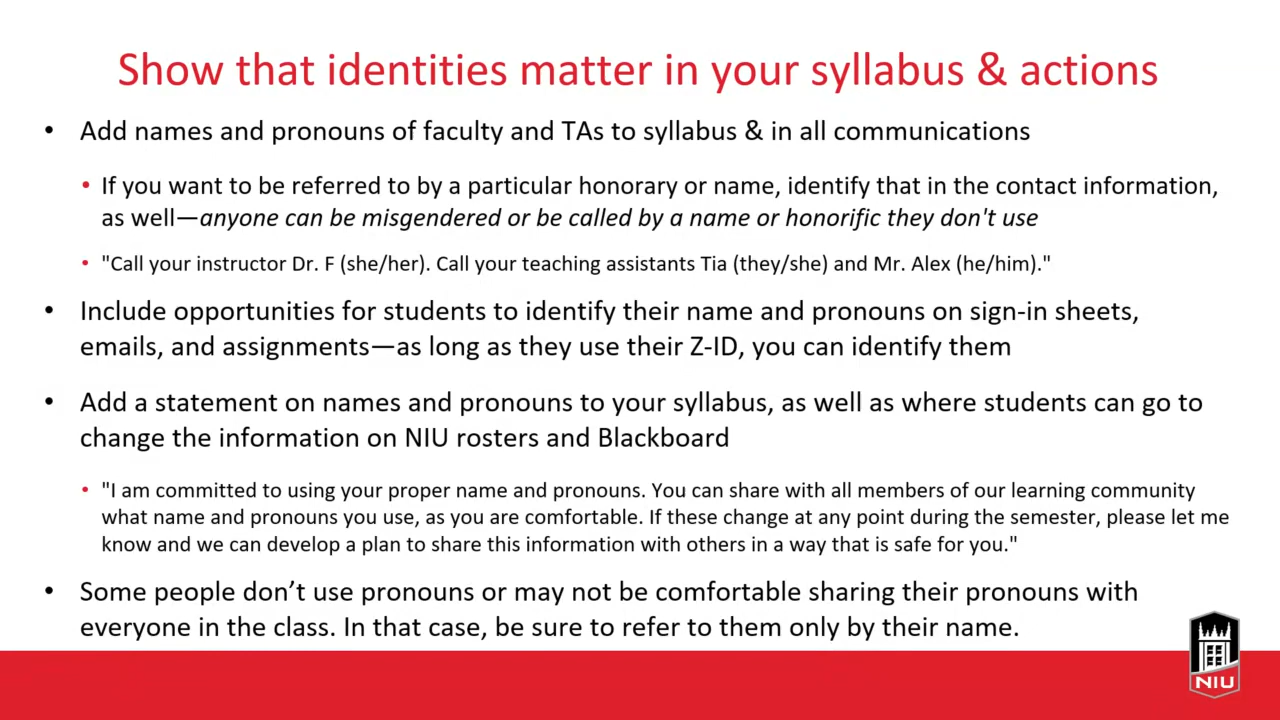 Show that identities matter in your syllabus & actions
• Add names and pronouns of faculty and TAs to syllabus & in all communications
• If you want to be referred to by a particular honorary or name, identify that in the contact information,
as well—anyone can be misgendered or be called by a name or honorific they don't use
• "Call your instructor Dr. F (she/her). Call your teaching assistants Tia (they/she) and Mr. Alex (he/him)."
• Include opportunities for students to identify their name and pronouns on sign-in sheets,
emails, and assignments—as long as they use their Z-ID, you can identify them
• Add a statement on names and pronouns to your syllabus, as well as where students can go to
change the information on NIU rosters and Blackboard
• "I am committed to using your proper name and pronouns. You can share with all members of our learning community
what name and pronouns you use, as you are comfortable. If these change at any point during the semester, please let me
know and we can develop a plan to share this information with others in a way that is safe for you."
• Some people don’t use pronouns or may not be comfortable sharing their pronouns with
everyone in the class. In that case, be sure to refer to them only by their name.
NIU